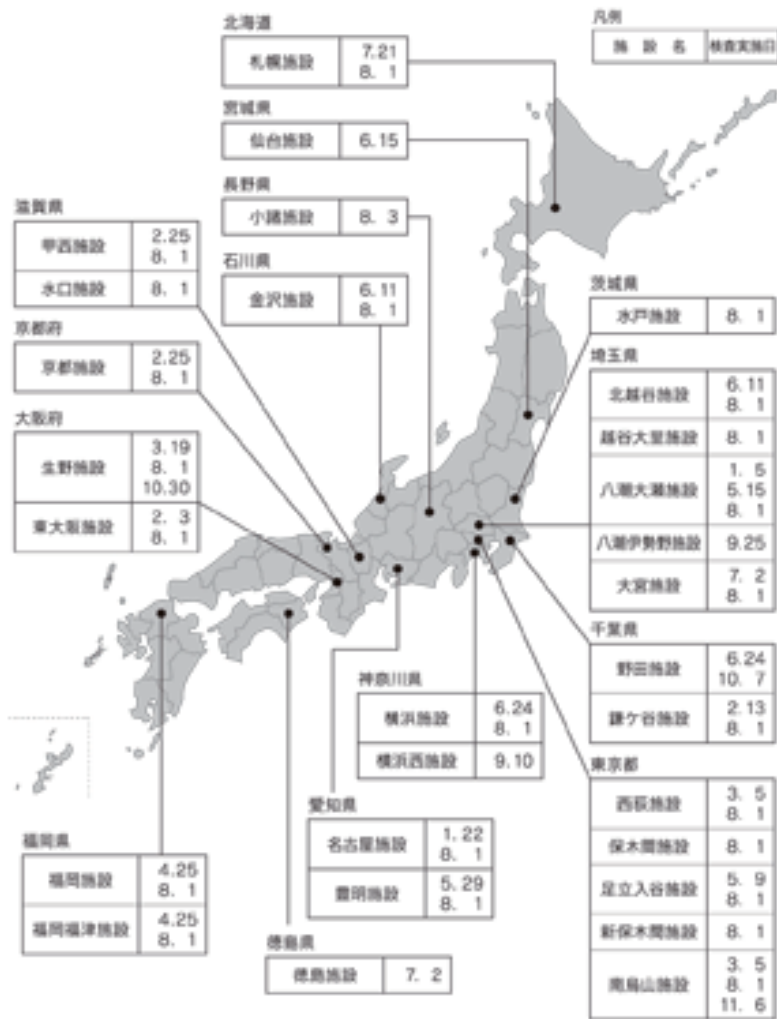 凡例
施 設 名 検査実施日
北海道
札幌施設 7.21
8. 1
宮城県
仙台施設 6.15
長野県
小諸施設 8. 3
石川県
金沢施設 6.11
8. 1
滋賀県
甲西施設 2.25
8. 1
水口施設 8. 1
京都府
京都施設 2.25
8. 1
大阪府
生野施設 3.19
8. 1
10.30
東大阪施設 2. 3
8. 1
茨城県
水戸施設 8. 1
埼玉県
北越谷施設 6.11
8. 1
越谷大里施設 8. 1
八潮大瀬施設 1. 5
5.15
8. 1
八潮伊勢野施設 9.25
大宮施設 7. 2
8. 1
千葉県
野田施設 6.24
10. 7
鎌ケ谷施設 2.13
8. 1
東京都
西荻施設 3. 5
8. 1
保木間施設 8. 1
足立入谷施設 5. 9
8. 1
新保木間施設 8. 1
南烏山施設 3. 5
8. 1
11. 6
神奈川県
横浜施設 6.24
8. 1
横浜西施設 9.10
愛知県
名古屋施設 1.22
8. 1
豊明施設 5.29
8. 1
福岡県
福岡施設 4.25
8. 1
福岡福津施設 4.25
8. 1
徳島県
徳島施設 7. 2